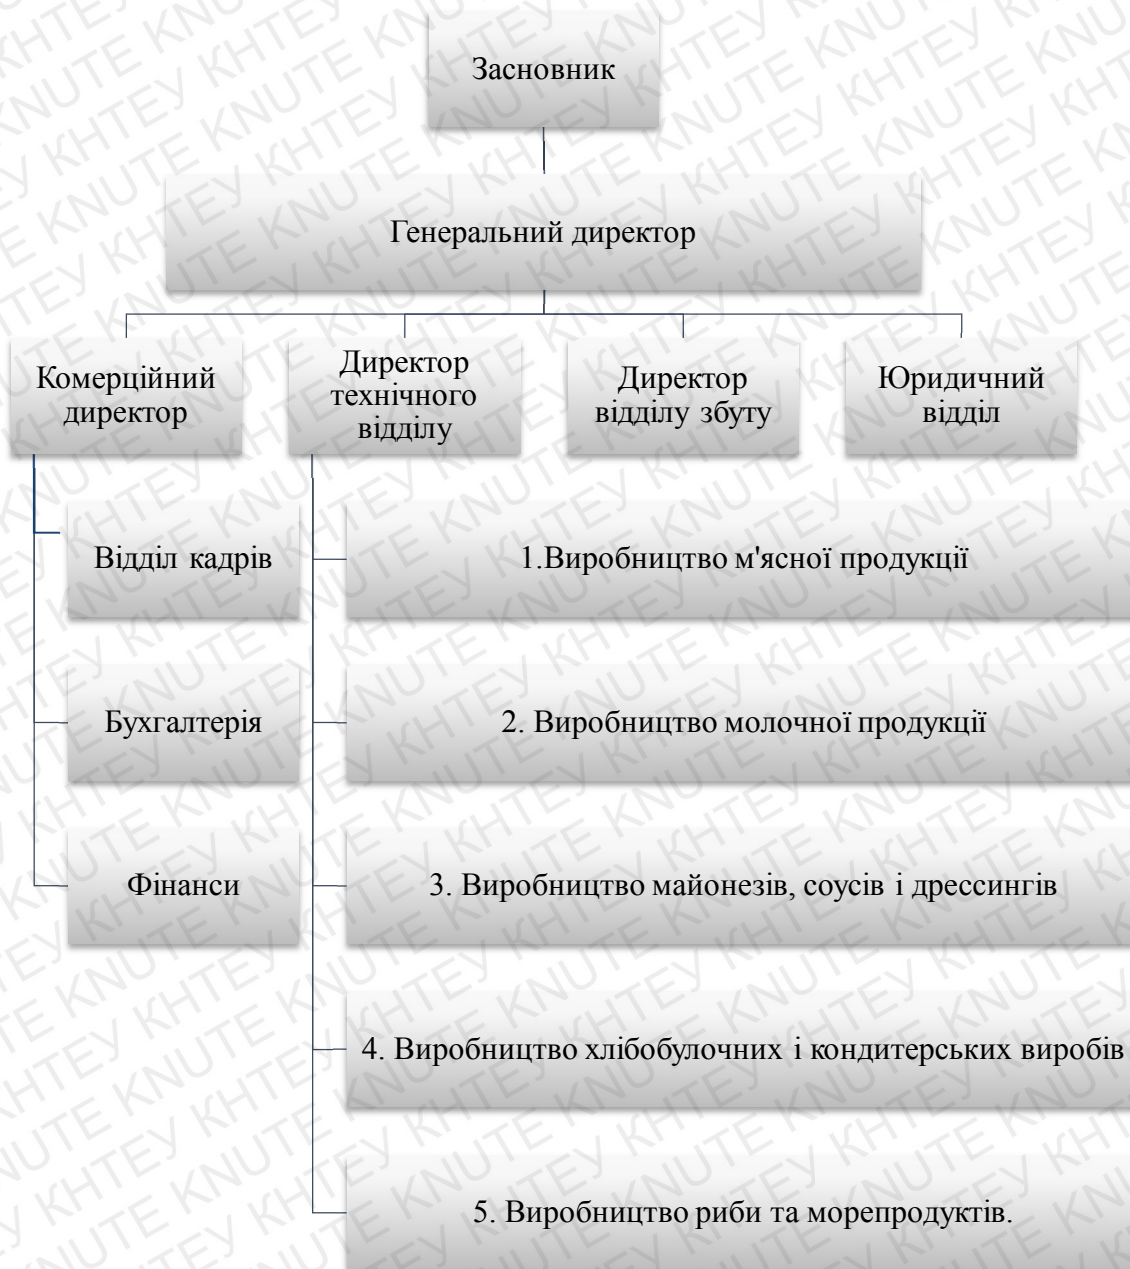 Засновник
Генеральний директор
Комерційний
директор
Директор
технічного
відділу
Директор
відділу збуту
Юридичний
відділ
Відділ кадрів
1.Виробництво м'ясної продукції
Бухгалтерія
2. Виробництво молочної продукції
Фінанси
3. Виробництво майонезів, соусів і дрессингів
4. Виробництво хлібобулочних і кондитерських виробів
5. Виробництво риби та морепродуктів.